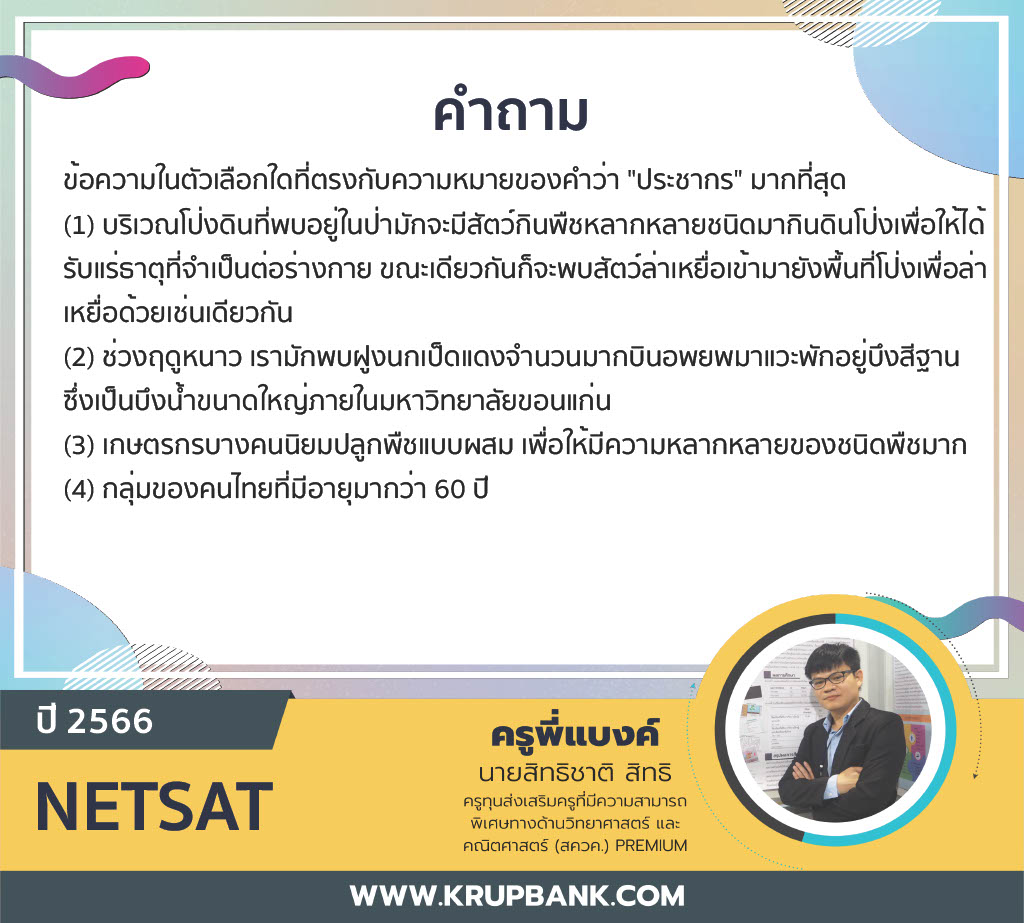 คำถาม
ข้อความในตัวเลือกใดที่ตรงกับความหมายของคำว่า "ประชากร" มากที่สุด
(1) บริเวณโป่งดินที่พบอยู่ในป่ามักจะมีสัตว์กินพืชหลากหลายชนิดมากินดินโป่งเพื่อให้ได้
รับแร่ธาตุที่จำเป็นต่อร่างกาย ขณะเดียวกันก็จะพบสัตว์ล่าเหยื่อเข้ามายังพื้นที่โป่งเพื่อล่า
เหยื่อด้วยเช่นเดียวกัน
(2) ช่วงฤดูหนาว เรามักพบฝูงนกเป็ดแดงจำนวนมากบินอพยพมาแวะพักอยู่บึงสีฐาน
ซึ่งเป็นบึงน้ำขนาดใหญ่ภายในมหาวิทยาลัยขอนแก่น
(3) เกษตรกรบางคนนิยมปลูกพืชแบบผสม เพื่อให้มีความหลากหลายของชนิดพืชมาก
(4) กลุ่มของคนไทยที่มีอายุมากว่า 60 ปี
ปี 2566
NETSAT
ครูพี่แบงค์
นายสิทธิชาติ สิทธิ
ครูทุนส่งเสริมครูที่มีความสามารถ
พิเศษทางด้านวิทยาศาสตร์ และ
คณิตศาสตร์ (สควค.) PREMIUM
WWW.KRUPBANK.COM